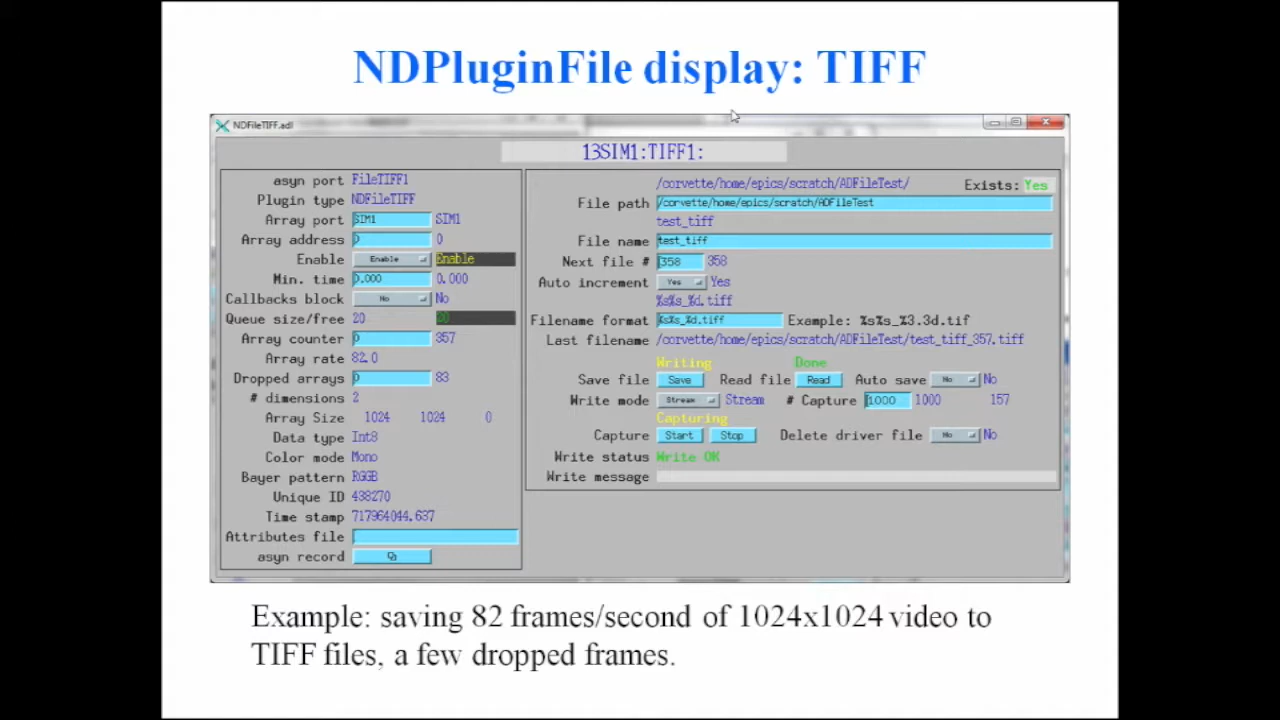 NDPluginFile display: TIFF
NDFileTIFF.adl
13SIM1:TIFF1:
asyn port FileTIFF1
Plugin type NDFileTIFF
Array port SIM1 SIM1
Array address 0 0
Enable Enable Enable
Min. time 0.000 0.000
Callbacks block No No
Queue size/free 20 20
Array counter 0 357
Array rate 82.0
Dropped arrays 0 83
# dimensions 2
Array Size 1024 1024 0
Data type Int8
Color mode Mono
Bayer pattern RGGB
Unique ID 438270
Time stamp 717964044.637
Attributes file
asyn record
/corvette/home/epics/scratch/ADFileTest/ Exists: Yes
File path /corvette/home/epics/scratch/ADFileTest
test_tiff
File name test_tiff
Next file # 358 358
Auto increment Yes Yes
%s%s_%d.tiff
Filename format %s%s_%d.tiff Example: %s%s_%3.3d.tif
Last filename /corvette/home/epics/scratch/ADFileTest/test_tiff_357.tiff
Writing Done
Save file Save Read file Read Auto save No No
Write mode Stream Stream # Capture 1000 1000 157
Capturing
Capture Start Stop Delete driver file No No
Write status Write OK
Write message
Example: saving 82 frames/second of 1024x1024 video to
TIFF files, a few dropped frames.